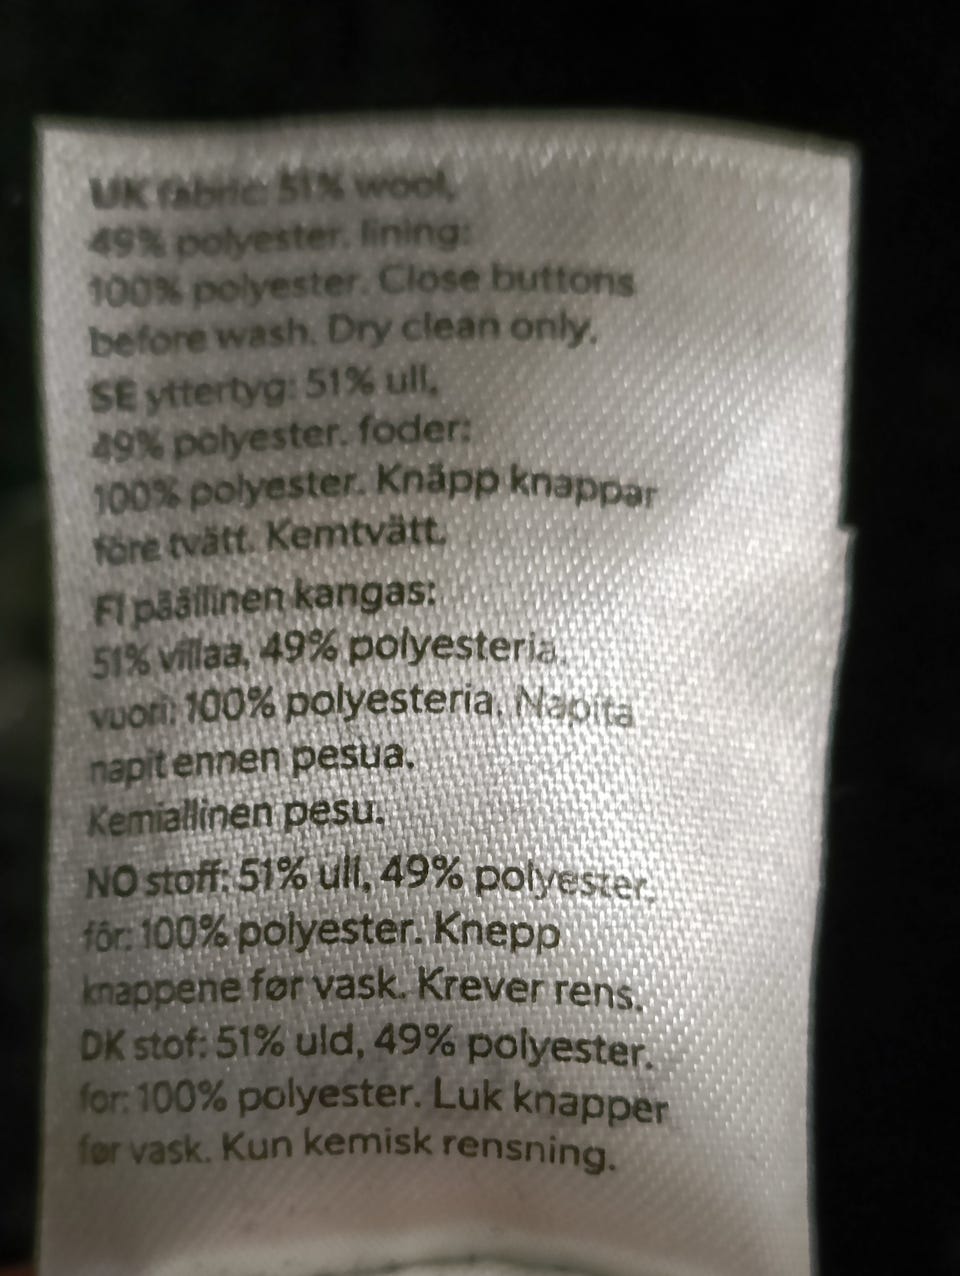 UK fabric: 51% wool,
49% polyester. lining:
100% polyester. Close buttons
before wash. Dry clean only.
SE yttertyg: 51% ull,
49% polyester. foder:
100% polyester. Knäpp knappar
före tvätt. Kemtvätt.
FI päällinen kangas:
51% villaa, 49% polyesteria.
vuori: 100% polyesteria. Napita
napit ennen pesua.
Kemiallinen pesu.
NO stoff: 51% ull, 49% polyester.
fôr: 100% polyester. Knepp
knappene før vask. Krever rens.
DK stof: 51% uld, 49% polyester.
for: 100% polyester. Luk knapper
før vask. Kun kemisk rensning.